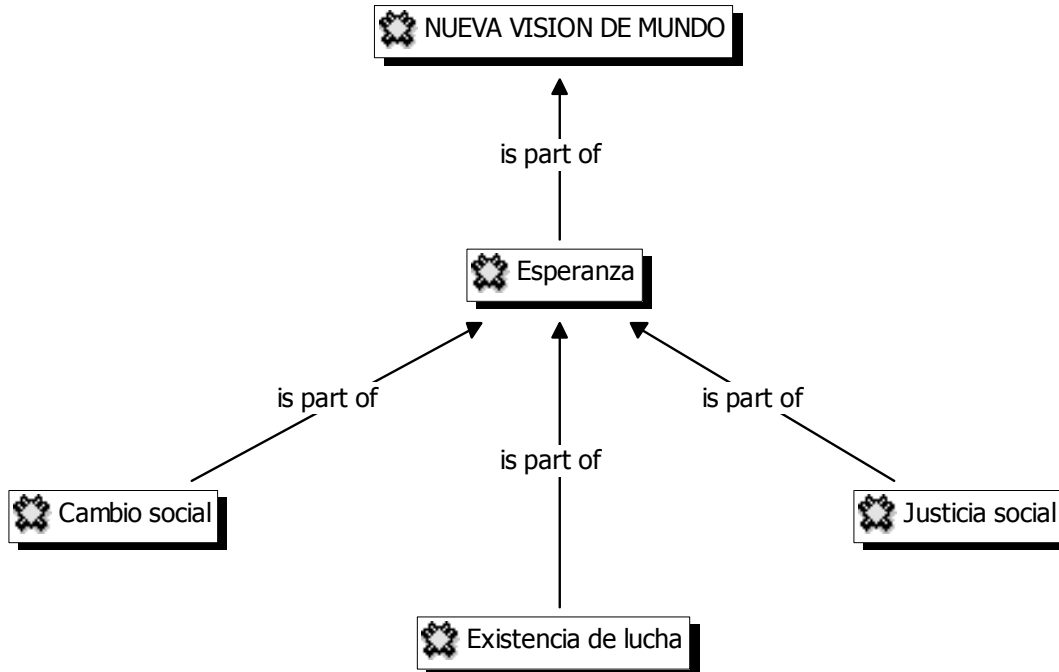 NUEVA VISION DE MUNDO
is part of
Esperanza
is part of
is part of
is part of
Cambio social
Justicia social
Existencia de lucha